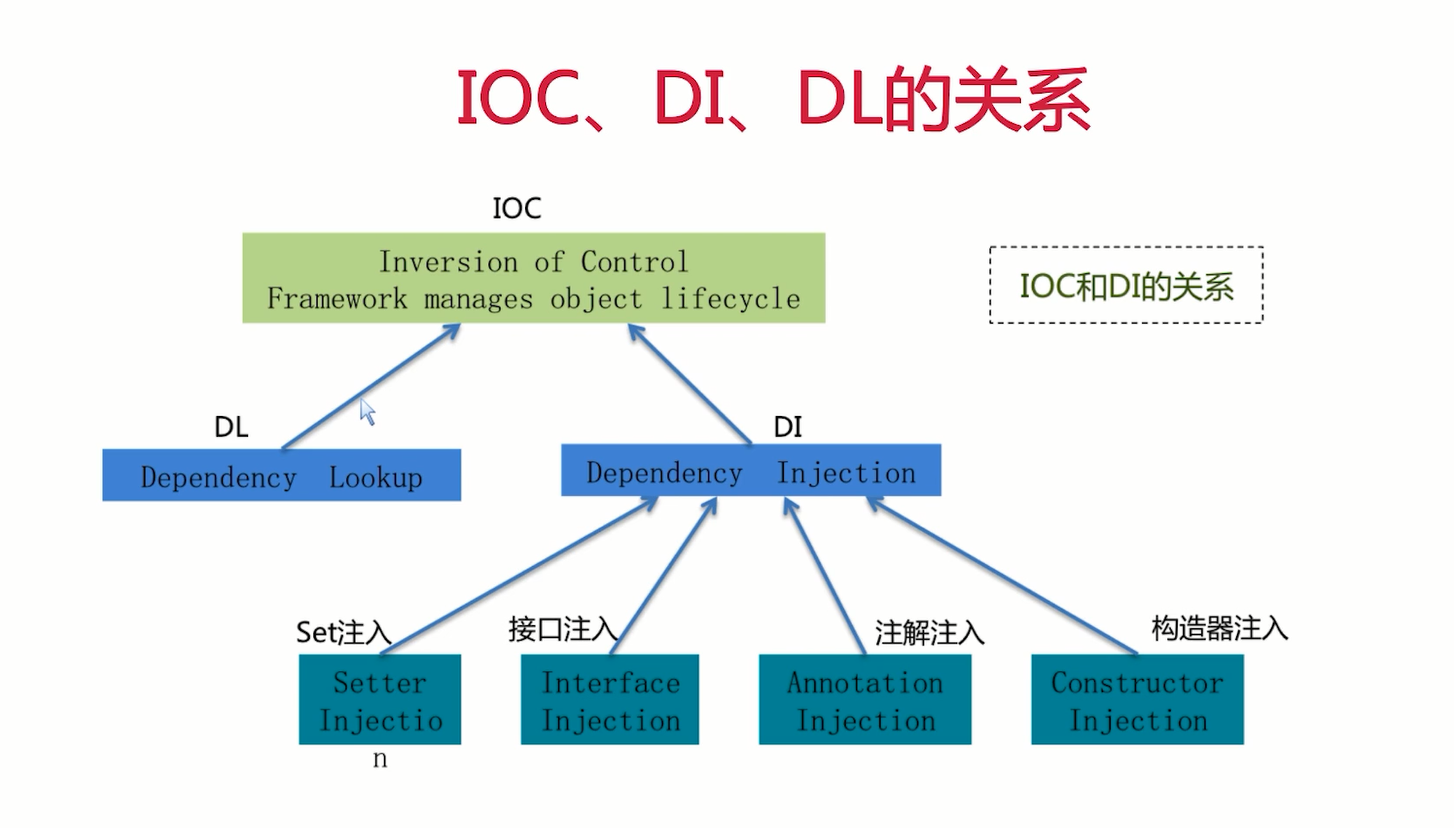 IOC、DI、DL的关系
IOC
Inversion of Control
Framework manages object lifecycle
IOC和DI的关系
DL
Dependency Lookup
DI
Dependency Injection
Set注入
Setter
Injectio
n
接口注入
Interface
Injection
注解注入
Annotation
Injection
构造器注入
Constructor
Injection